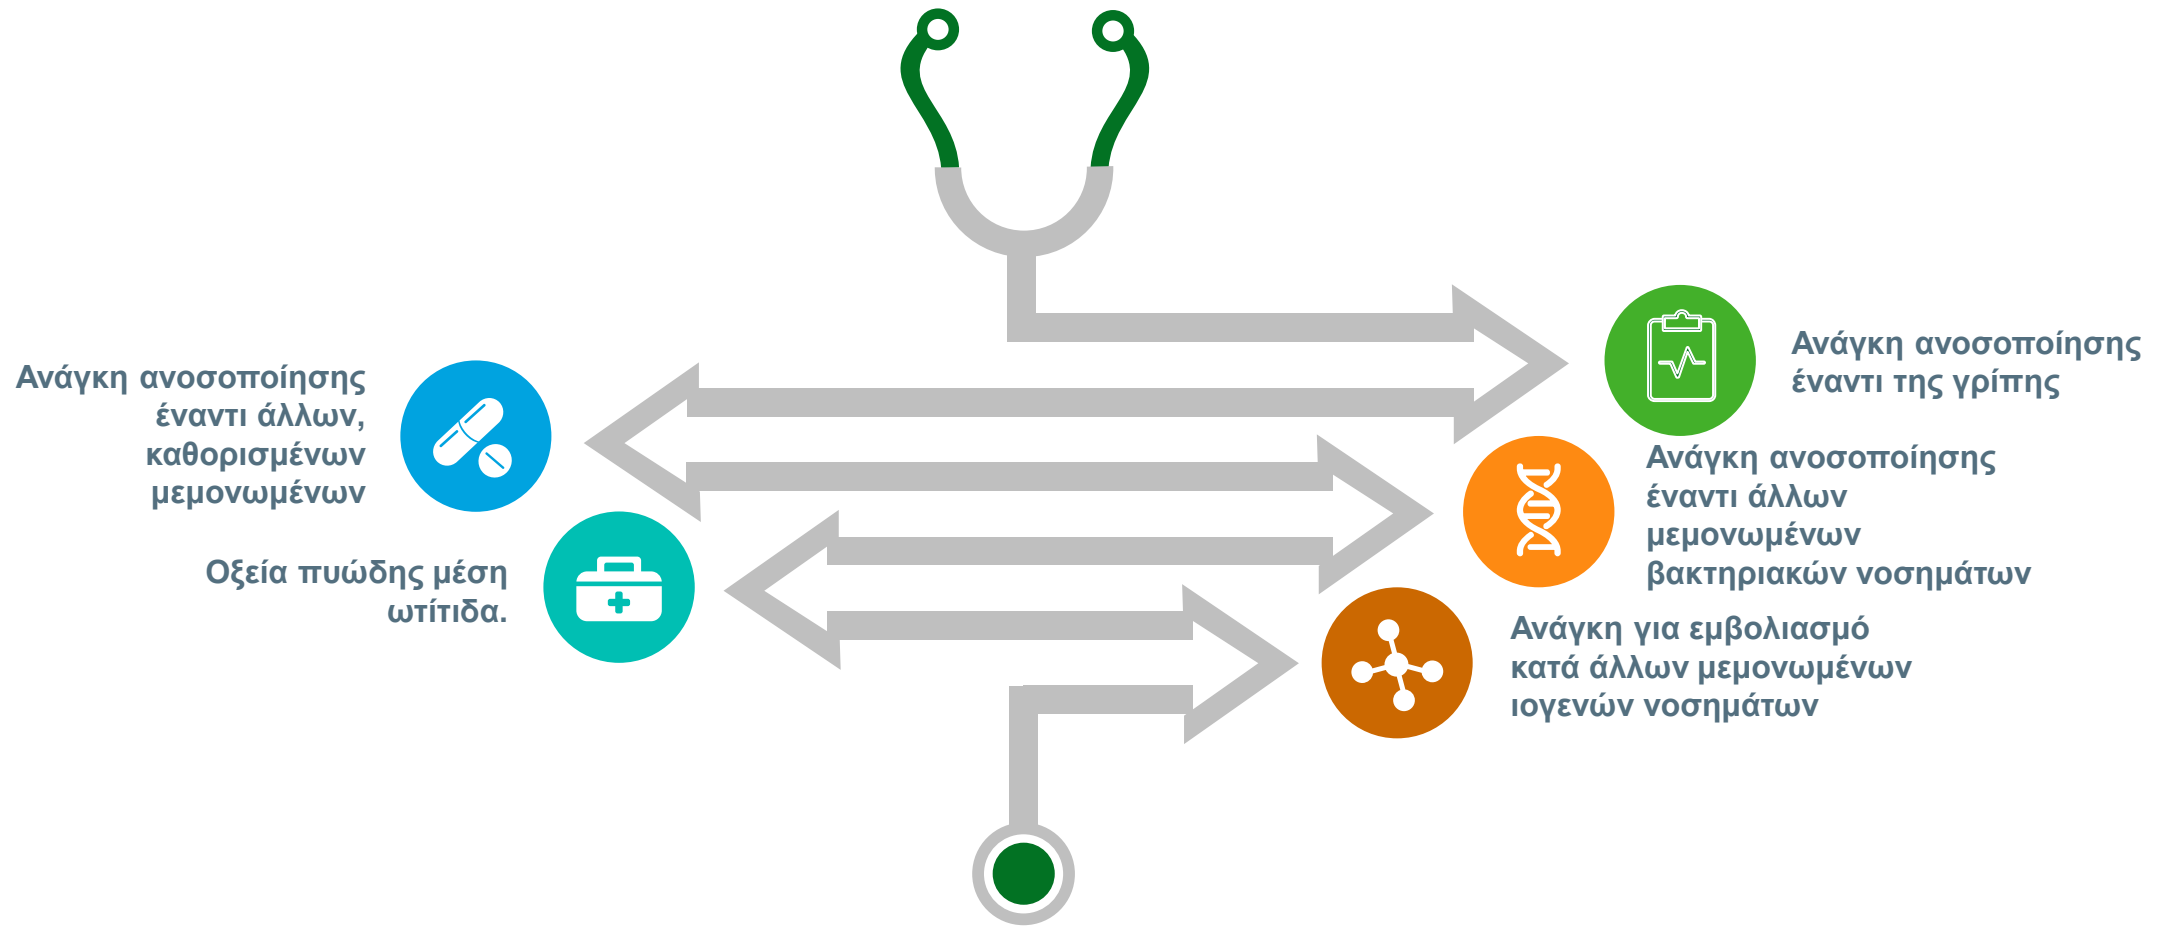 Ανάγκη ανοσοποίησης
έναντι της γρίπης
Ανάγκη ανοσοποίησης
έναντι άλλων,
καθορισμένων
μεμονωμένων
Ανάγκη ανοσοποίησης
έναντι άλλων
μεμονωμένων
βακτηριακών νοσημάτων
Οξεία πυώδης μέση
ωτίτιδα.
Ανάγκη για εμβολιασμό
κατά άλλων μεμονωμένων
ιογενών νοσημάτων